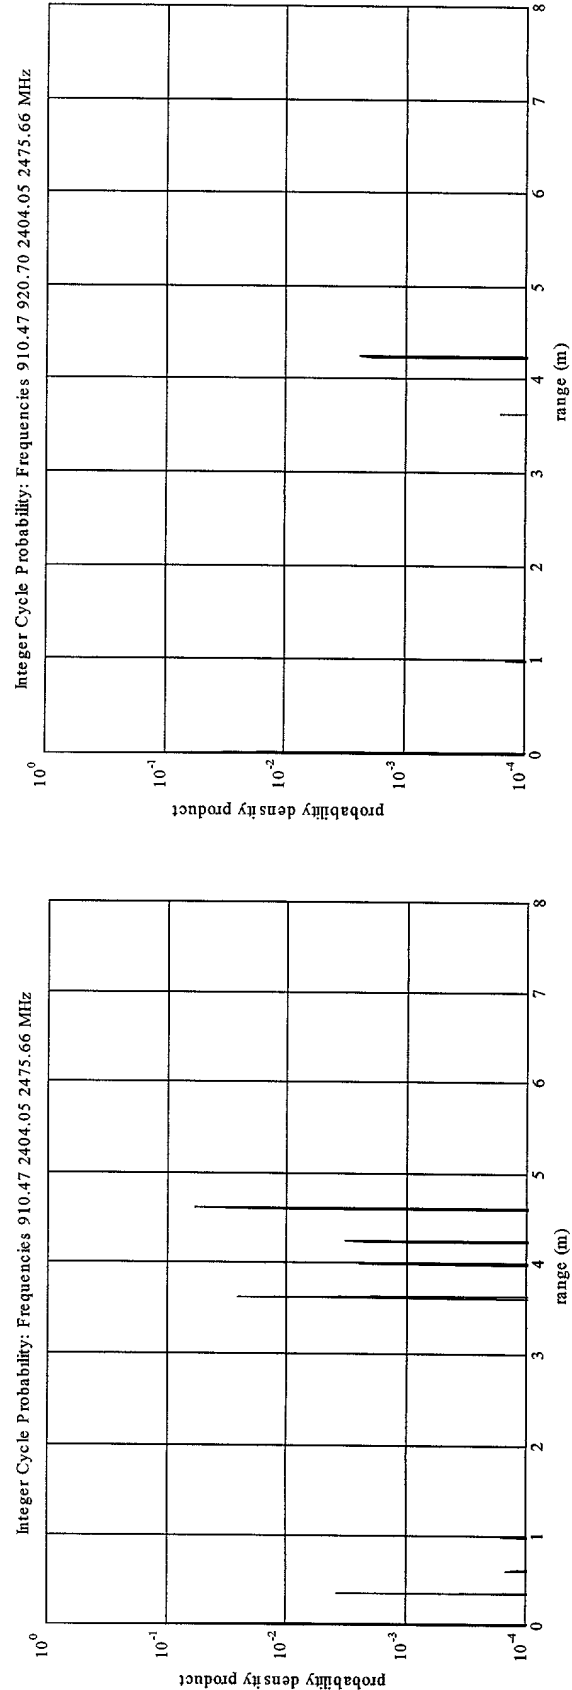 Integer Cycle Probability: Frequencies 910.47 920.70 2404.05 2475.66 MHz
10^0
10^-1
10^-2
10^-3
10^-4
probability density product
0 1 2 3 4 5 6 7 8
range (m)
Integer Cycle Probability: Frequencies 910.47 2404.05 2475.66 MHz
10^0
10^-1
10^-2
10^-3
10^-4
probability density product
0 1 2 3 4 5 6 7 8
range (m)